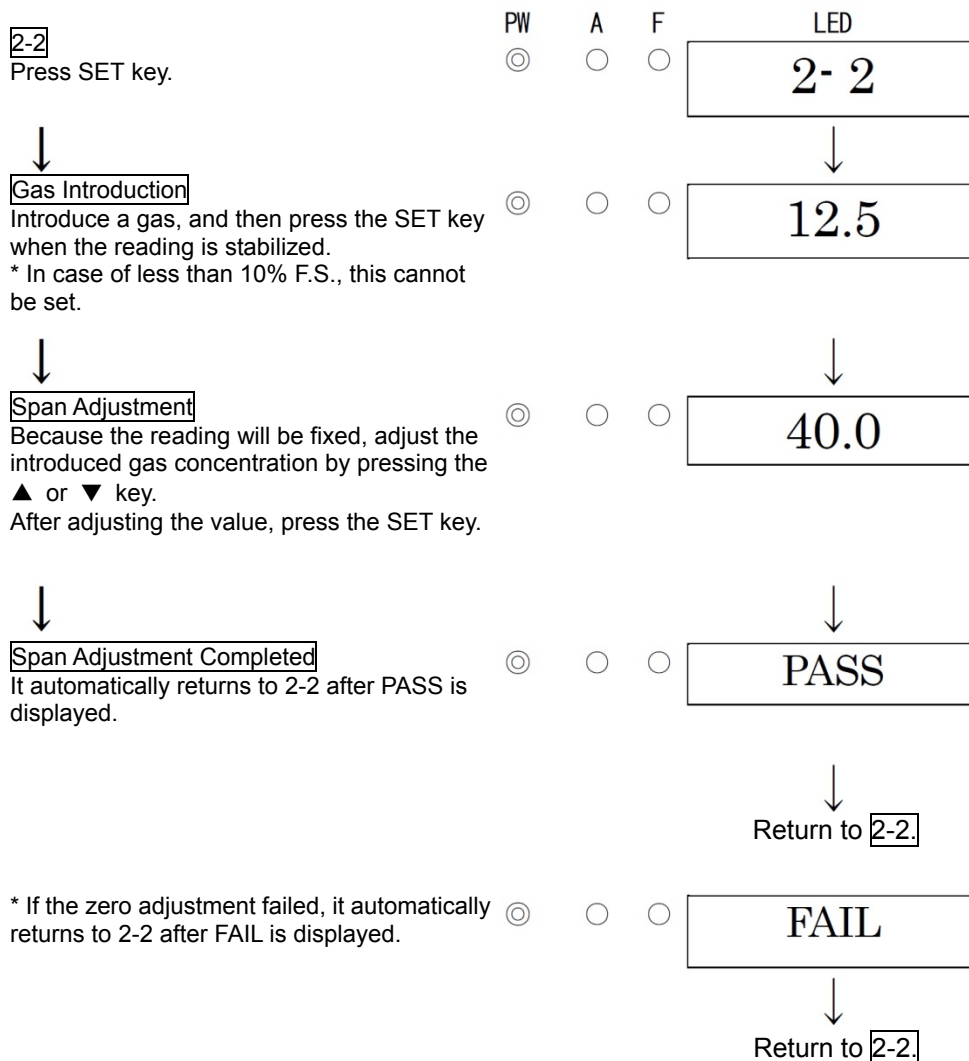 PW A F LED
2-2
Press SET key.
2- 2
Gas Introduction
Introduce a gas, and then press the SET key
when the reading is stabilized.
* In case of less than 10% F.S., this cannot
be set.
12.5
Span Adjustment
Because the reading will be fixed, adjust the
introduced gas concentration by pressing the
▲ or ▼ key.
After adjusting the value, press the SET key.
40.0
Span Adjustment Completed
It automatically returns to 2-2 after PASS is
displayed.
PASS
Return to 2-2.
* If the zero adjustment failed, it automatically
returns to 2-2 after FAIL is displayed.
FAIL
Return to 2-2.